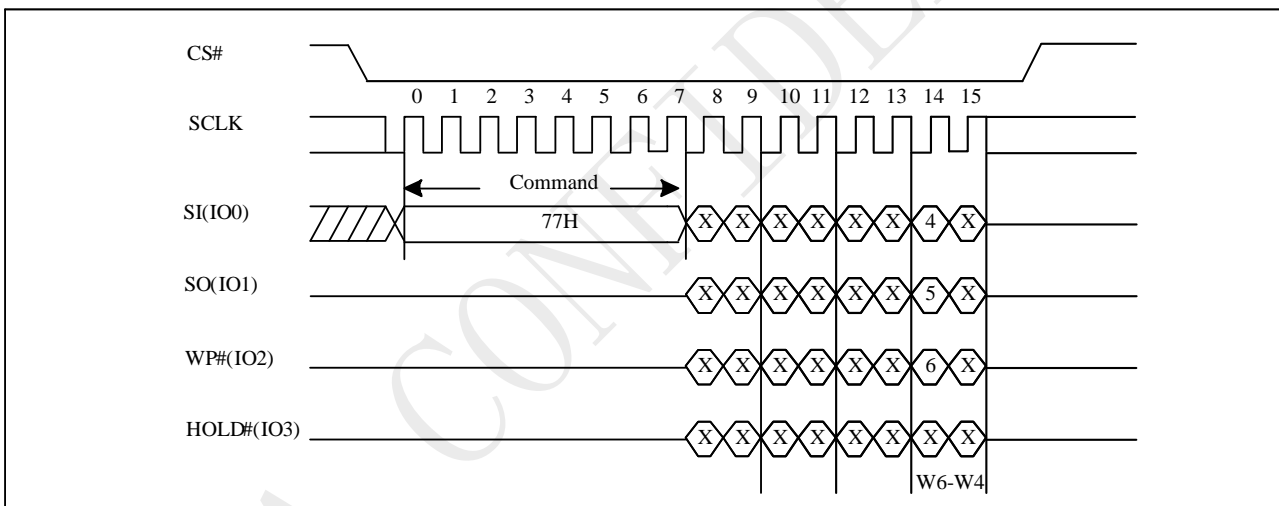 CS#
0 1 2 3 4 5 6 7 8 9 10 11 12 13 14 15
SCLK
Command
SI(IO0) 77H X X X X X X 4 X
SO(IO1) X X X X X X 5 X
WP#(IO2) X X X X X X 6 X
HOLD#(IO3) X X X X X X X X
W6-W4